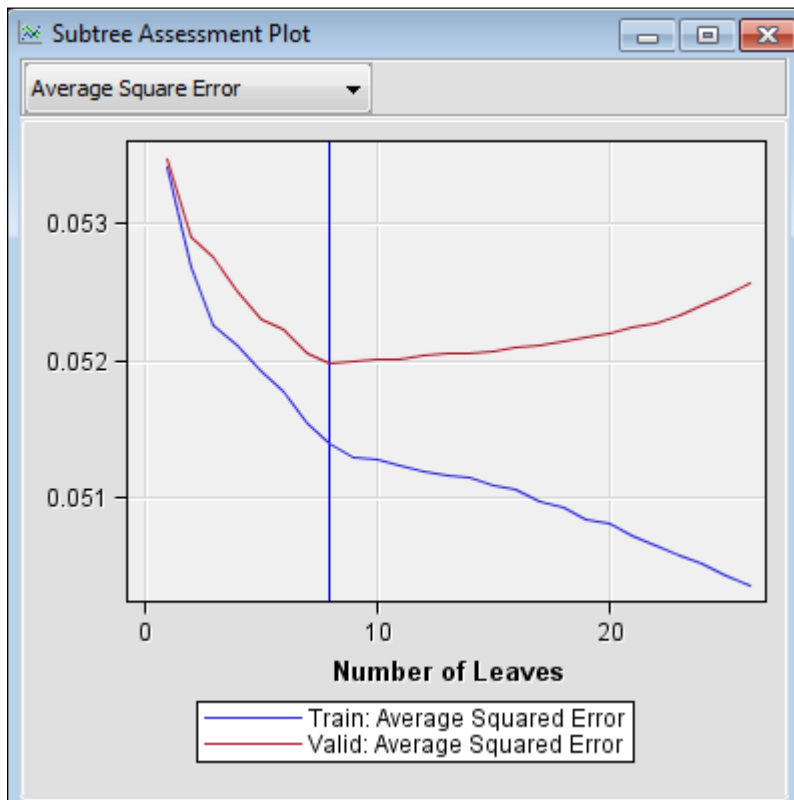 Subtree Assessment Plot
Average Square Error
0.053
0.052
0.051
0 10 20
Number of Leaves
Train: Average Squared Error
Valid: Average Squared Error